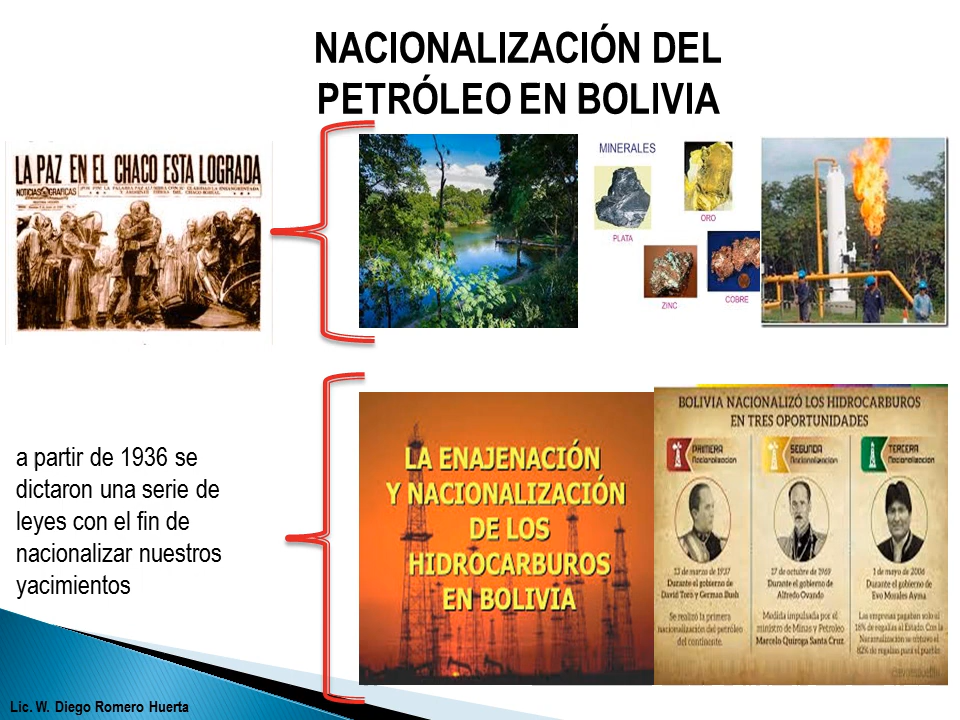 NACIONALIZACIÓN DEL
PETRÓLEO EN BOLIVIA
LA PAZ EN EL CHACO ESTA LOGRADA
NOTICIAS GRAFICAS
MINERALES
PLATA
ORO
ZINC
COBRE
a partir de 1936 se
dictaron una serie de
leyes con el fin de
nacionalizar nuestros
yacimientos
LA ENAJENACIÓN
Y NACIONALIZACIÓN
DE LOS
HIDROCARBUROS
EN BOLIVIA
BOLIVIA NACIONALIZÓ LOS HIDROCARBUROS
EN TRES OPORTUNIDADES
PRIMERA
Nacionalización
13 de marzo de 1937
Durante el gobierno de
David Toro y German Bush
Se realizó la primera
nacionalización del petróleo
del continente.
SEGUNDA
Nacionalización
17 de octubre de 1969
Durante el gobierno de
Alfredo Ovando
Medida impulsada por el
ministro de Minas y Petroleo
Marcelo Quiroga Santa Cruz
TERCERA
Nacionalización
1 de mayo de 2006
Durante el gobierno de
Evo Morales Ayma
Las empresas pagaban solo el
18% de regalías al Estado. Con la
Nacionalización se obtuvo el
82% de regalías para el pueblo
Lic. W. Diego Romero Huerta